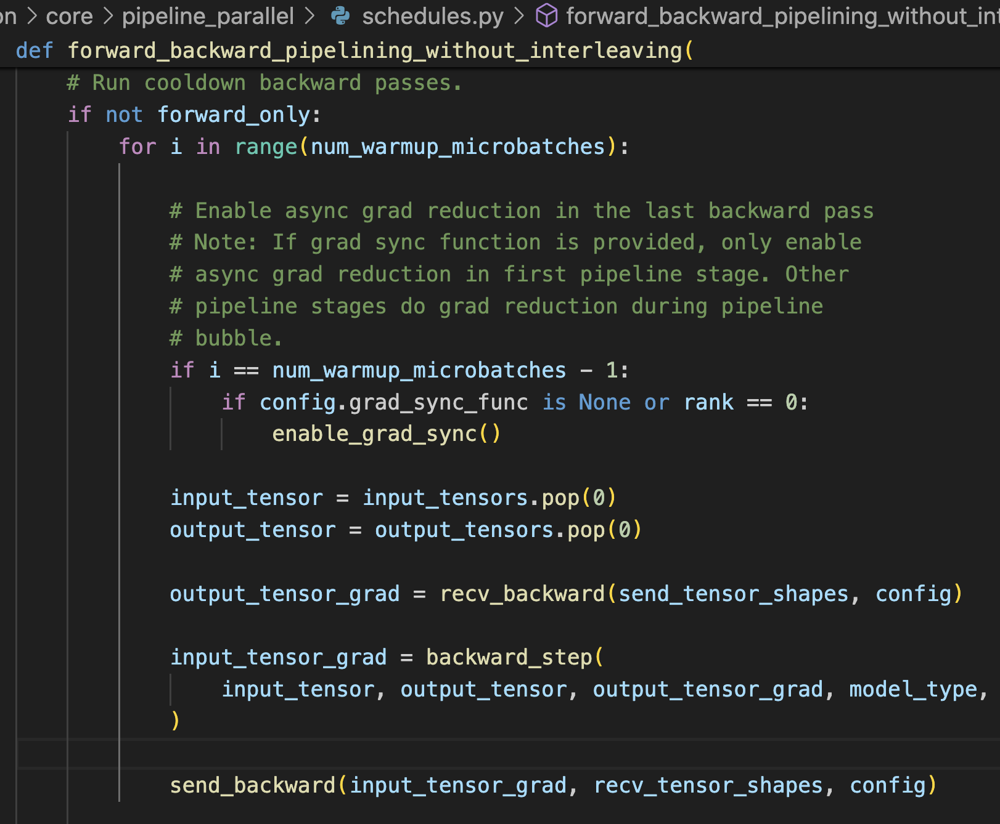 on > core > pipeline_parallel > schedules.py > forward_backward_pipelining_without_int
def forward_backward_pipelining_without_interleaving(
# Run cooldown backward passes.
if not forward_only:
for i in range(num_warmup_microbatches):
# Enable async grad reduction in the last backward pass
# Note: If grad sync function is provided, only enable
# async grad reduction in first pipeline stage. Other
# pipeline stages do grad reduction during pipeline
# bubble.
if i == num_warmup_microbatches - 1:
if config.grad_sync_func is None or rank == 0:
enable_grad_sync()
input_tensor = input_tensors.pop(0)
output_tensor = output_tensors.pop(0)
output_tensor_grad = recv_backward(send_tensor_shapes, config)
input_tensor_grad = backward_step(
input_tensor, output_tensor, output_tensor_grad, model_type,
)
send_backward(input_tensor_grad, recv_tensor_shapes, config)